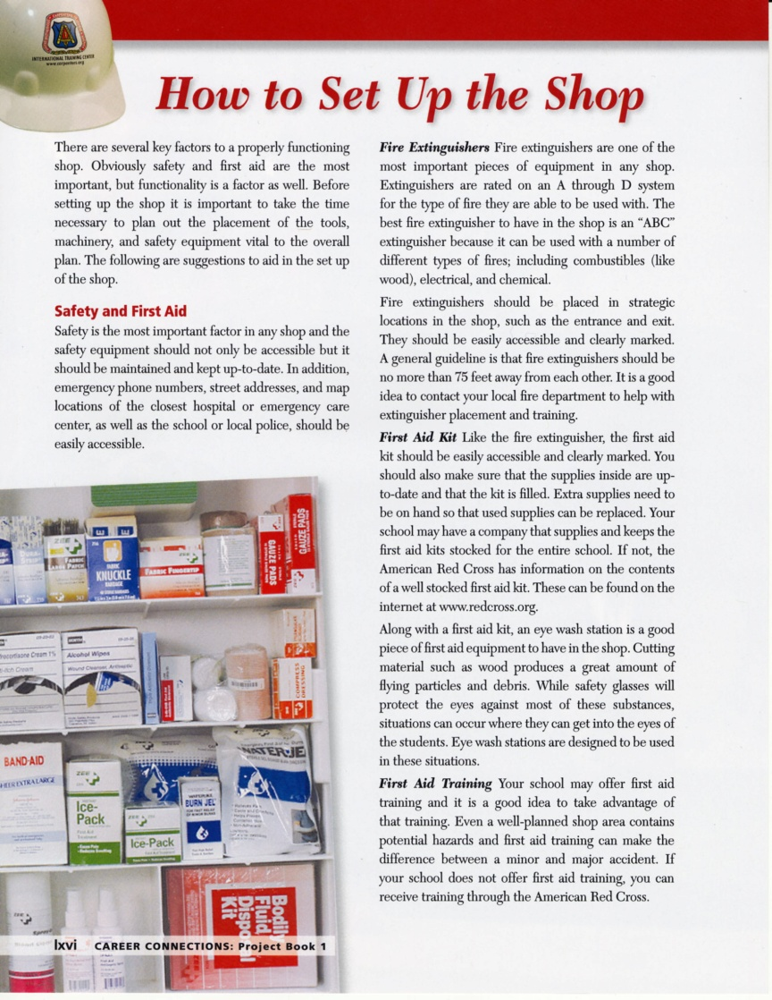 INTERNATIONAL TRAINING CENTER
www.carpenters.org
How to Set Up the Shop
There are several key factors to a properly functioning
shop. Obviously safety and first aid are the most
important, but functionality is a factor as well. Before
setting up the shop it is important to take the time
necessary to plan out the placement of the tools,
machinery, and safety equipment vital to the overall
plan. The following are suggestions to aid in the set up
of the shop.
Safety and First Aid
Safety is the most important factor in any shop and the
safety equipment should not only be accessible but it
should be maintained and kept up-to-date. In addition,
emergency phone numbers, street addresses, and map
locations of the closest hospital or emergency care
center, as well as the school or local police, should be
easily accessible.
Fire Extinguishers Fire extinguishers are one of the
most important pieces of equipment in any shop.
Extinguishers are rated on an A through D system
for the type of fire they are able to be used with. The
best fire extinguisher to have in the shop is an “ABC”
extinguisher because it can be used with a number of
different types of fires; including combustibles (like
wood), electrical, and chemical.
Fire extinguishers should be placed in strategic
locations in the shop, such as the entrance and exit.
They should be easily accessible and clearly marked.
A general guideline is that fire extinguishers should be
no more than 75 feet away from each other. It is a good
idea to contact your local fire department to help with
extinguisher placement and training.
First Aid Kit Like the fire extinguisher, the first aid
kit should be easily accessible and clearly marked. You
should also make sure that the supplies inside are up-
to-date and that the kit is filled. Extra supplies need to
be on hand so that used supplies can be replaced. Your
school may have a company that supplies and keeps the
first aid kits stocked for the entire school. If not, the
American Red Cross has information on the contents
of a well stocked first aid kit. These can be found on the
internet at www.redcross.org.
Along with a first aid kit, an eye wash station is a good
piece of first aid equipment to have in the shop. Cutting
material such as wood produces a great amount of
flying particles and debris. While safety glasses will
protect the eyes against most of these substances,
situations can occur where they can get into the eyes of
the students. Eye wash stations are designed to be used
in these situations.
First Aid Training Your school may offer first aid
training and it is a good idea to take advantage of
that training. Even a well-planned shop area contains
potential hazards and first aid training can make the
difference between a minor and major accident. If
your school does not offer first aid training, you can
receive training through the American Red Cross.
FABRIC
KNUCKLE
BANDAGE
FABRIC FINGERTIP
GAUZE PADS
GAUZE PADS
Cream 1%
Itch Cream
Alcohol Wipes
Wound Cleanser, Antiseptic
COMPRESS
DRESSING
BAND-AID
SHEER EXTRA LARGE
ZEE
Ice-
Pack
ZEE
Ice-Pack
WATER-JEL
BURN JEL
WATER-JEL
Bodily
Fluid
Disposal
Kit
lxvi CAREER CONNECTIONS: Project Book 1